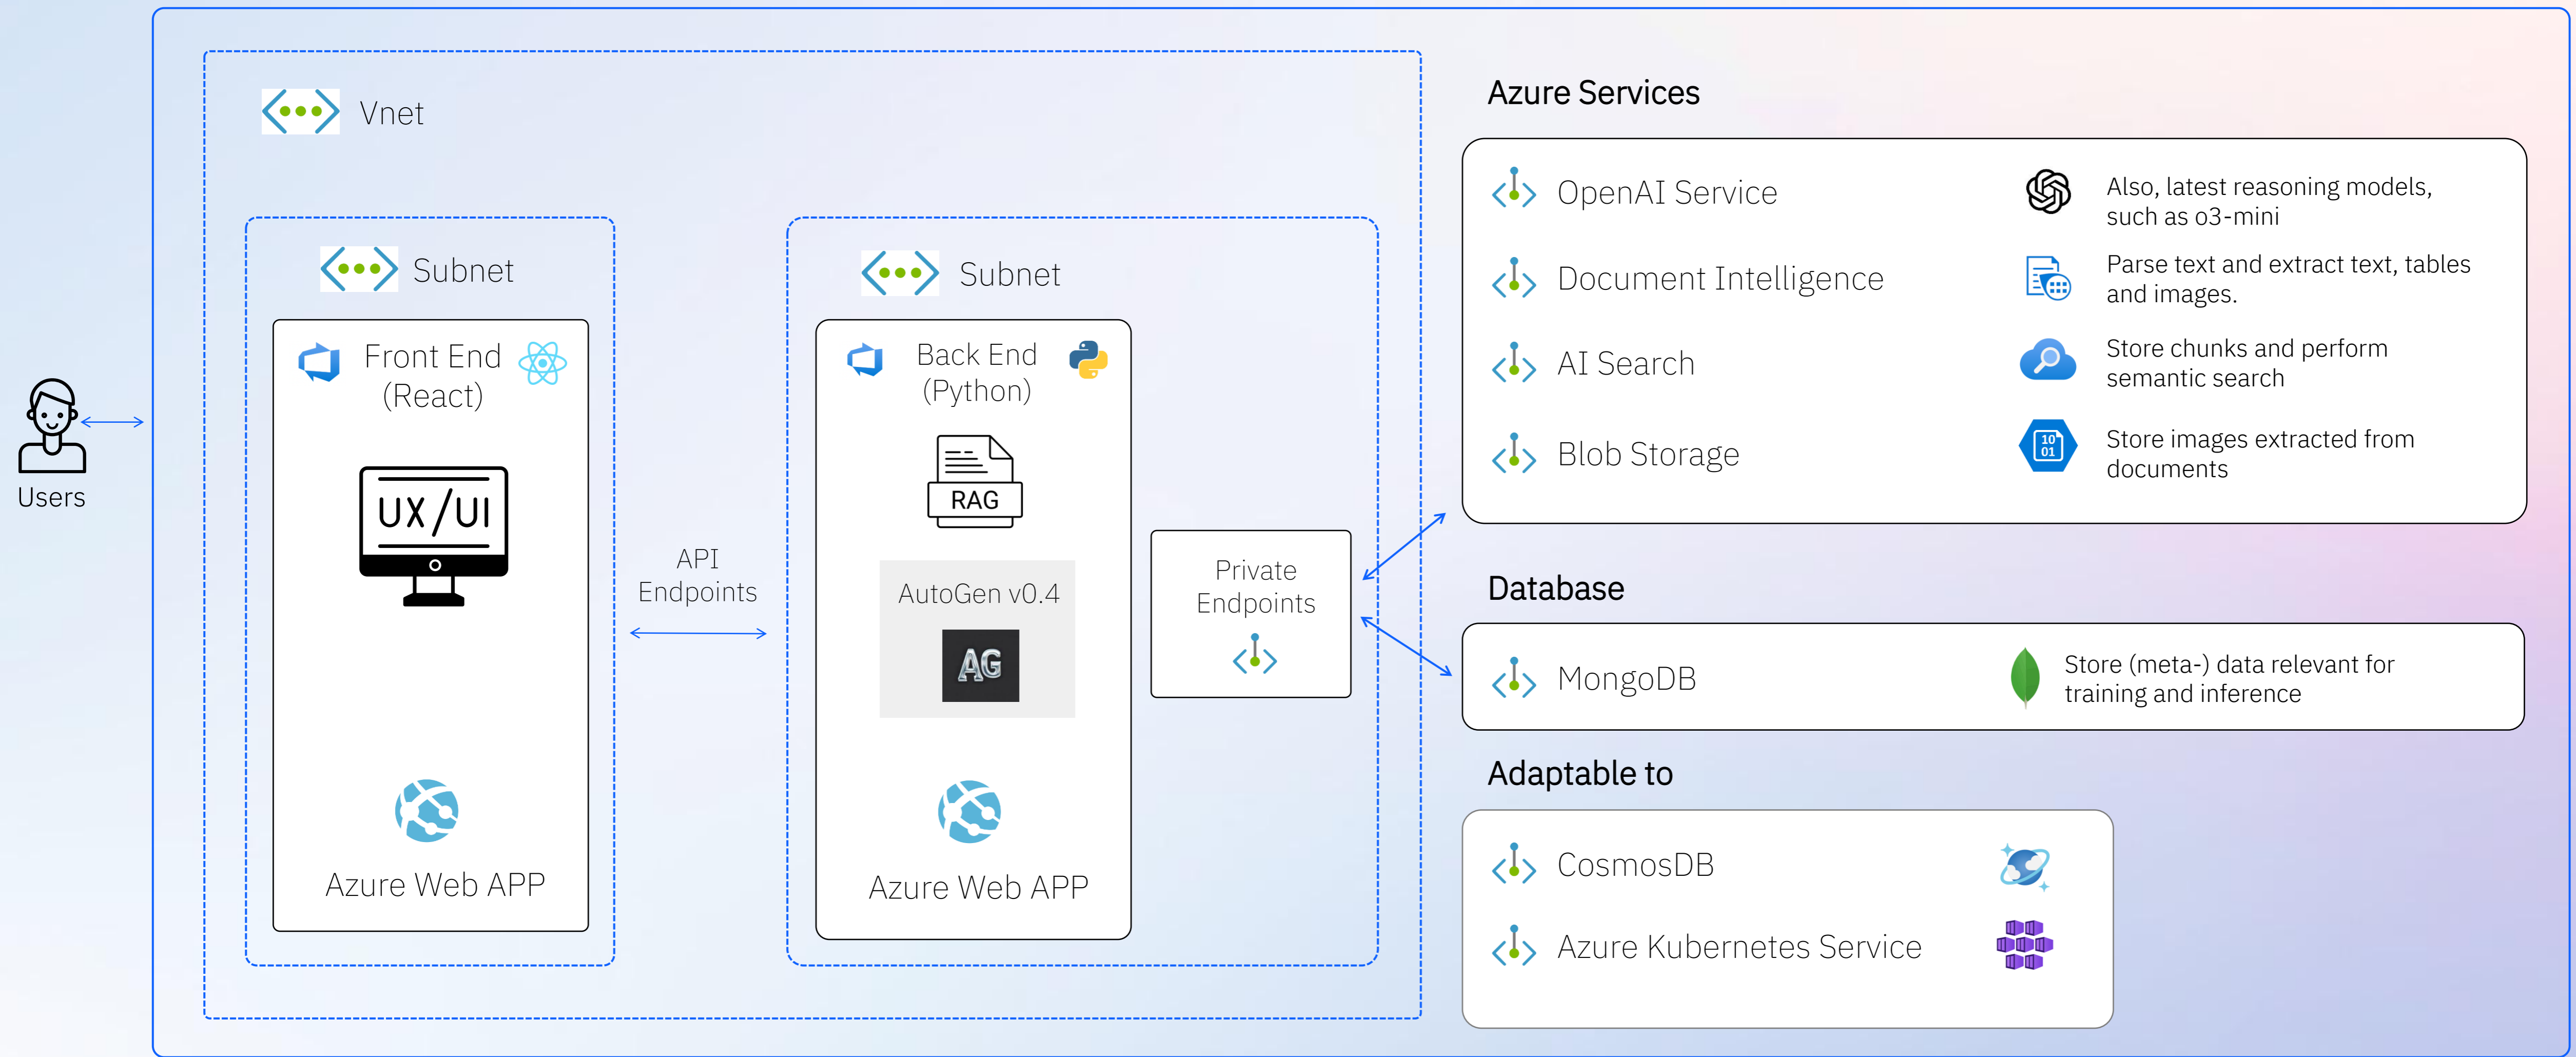 Users
Vnet
Subnet
Front End
(React)
UX/UI
Azure Web APP
API
Endpoints
Subnet
Back End
(Python)
RAG
AutoGen v0.4
AG
Azure Web APP
Private
Endpoints
Azure Services
OpenAI Service
Also, latest reasoning models,
such as o3-mini
Document Intelligence
Parse text and extract text, tables
and images.
AI Search
Store chunks and perform
semantic search
Blob Storage
10
01
Store images extracted from
documents
Database
MongoDB
Store (meta-) data relevant for
training and inference
Adaptable to
CosmosDB
Azure Kubernetes Service